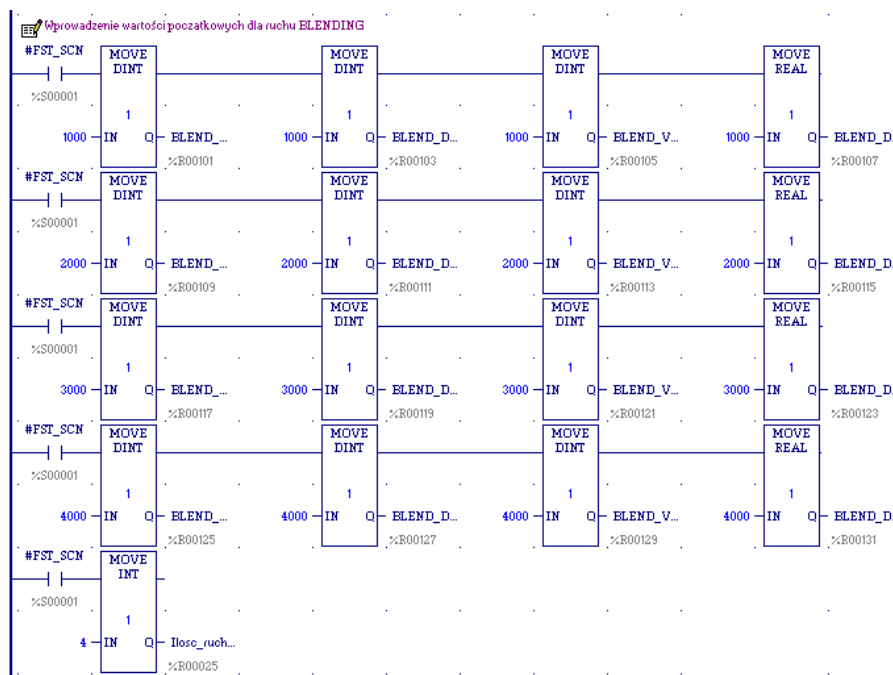 Wprowadzenie wartości poczatkowych dla ruchu BLENDING
#FST_SCN MOVE DINT MOVE DINT MOVE DINT MOVE REAL
%S00001
1 1 1 1
1000 IN Q BLEND_... 1000 IN Q BLEND_D... 1000 IN Q BLEND_V... 1000 IN Q BLEND_D
%R00101 %R00103 %R00105 %R00107
#FST_SCN MOVE DINT MOVE DINT MOVE DINT MOVE REAL
%S00001
1 1 1 1
2000 IN Q BLEND_... 2000 IN Q BLEND_D... 2000 IN Q BLEND_V... 2000 IN Q BLEND_D
%R00109 %R00111 %R00113 %R00115
#FST_SCN MOVE DINT MOVE DINT MOVE DINT MOVE REAL
%S00001
1 1 1 1
3000 IN Q BLEND_... 3000 IN Q BLEND_D... 3000 IN Q BLEND_V... 3000 IN Q BLEND_D
%R00117 %R00119 %R00121 %R00123
#FST_SCN MOVE DINT MOVE DINT MOVE DINT MOVE REAL
%S00001
1 1 1 1
4000 IN Q BLEND_... 4000 IN Q BLEND_D... 4000 IN Q BLEND_V... 4000 IN Q BLEND_D
%R00125 %R00127 %R00129 %R00131
#FST_SCN MOVE INT
%S00001
1
4 IN Q Ilosc_ruch...
%R00025